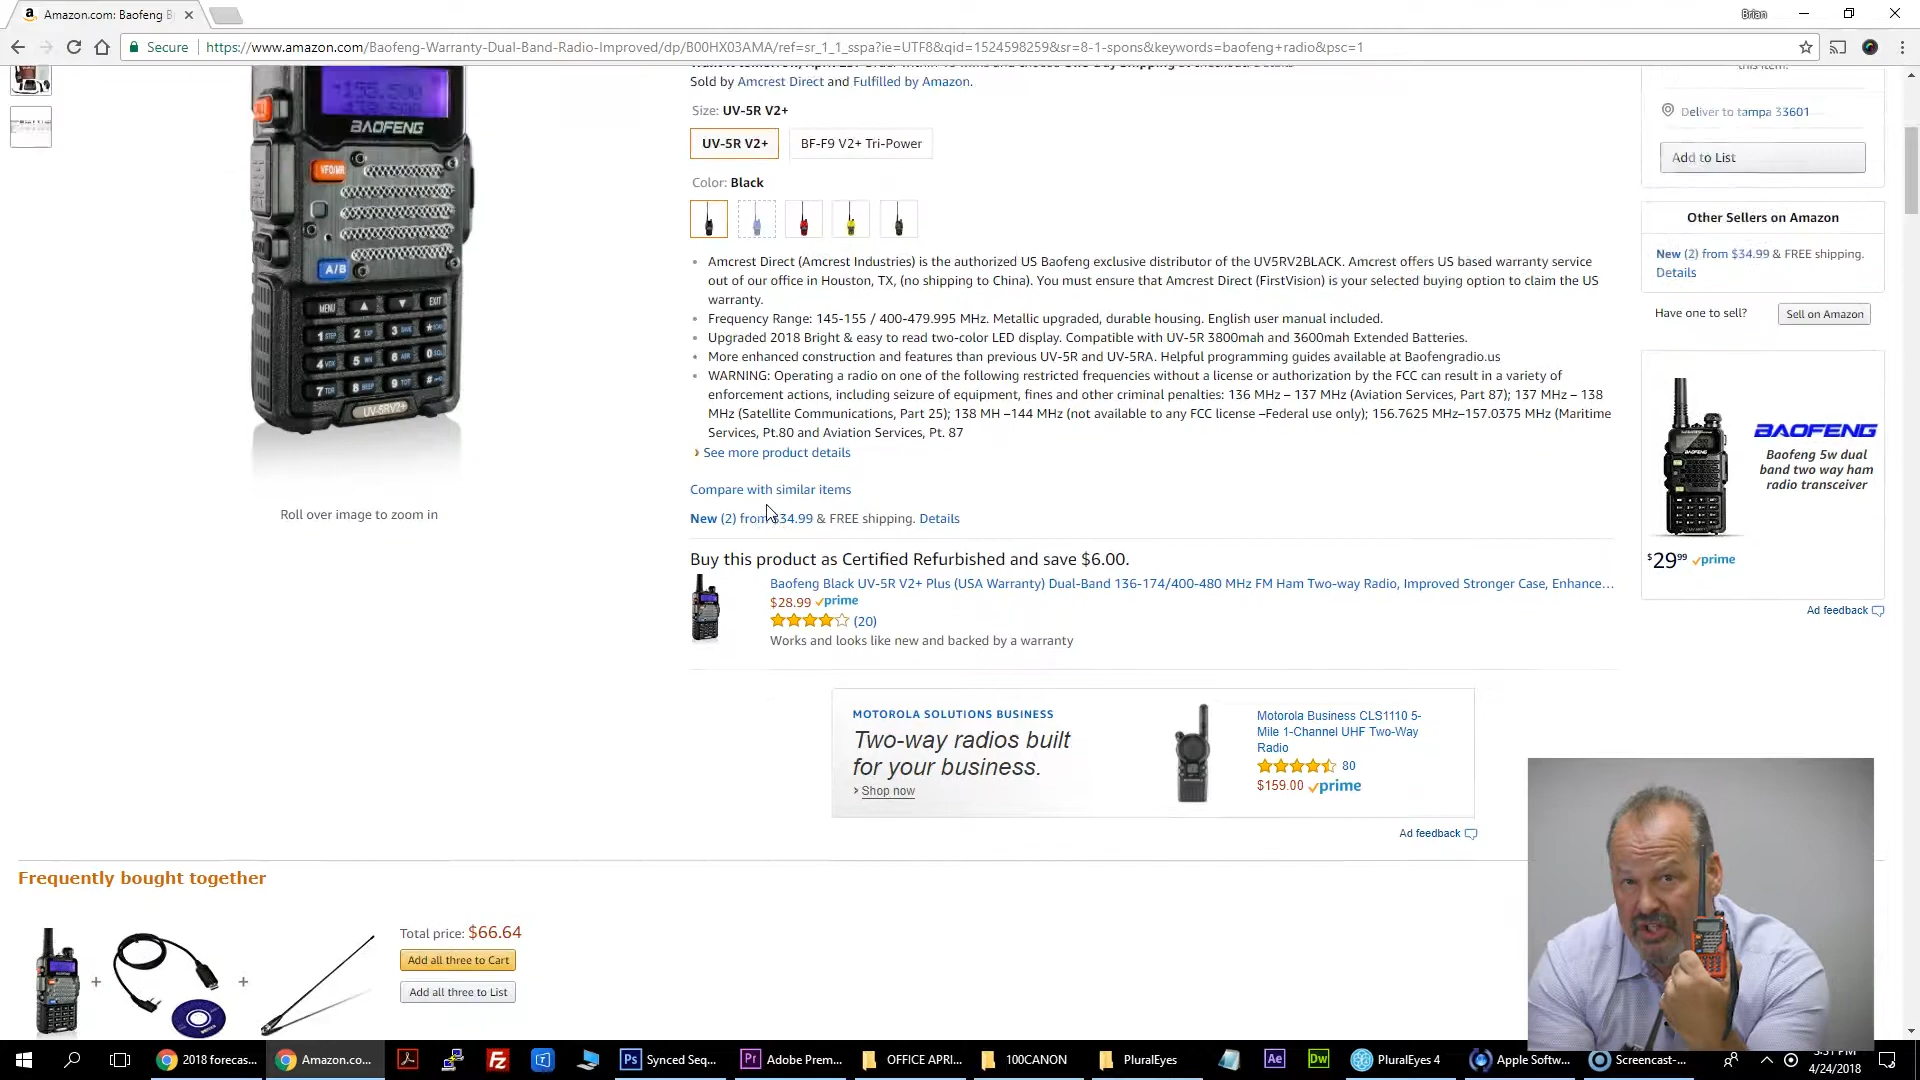 Amazon.com: Baofeng B
Brian
Secure
https://www.amazon.com/Baofeng-Warranty-Dual-Band-Radio-Improved/dp/B00HX03AMA/ref=sr_1_1_sspa?ie=UTF8&qid=1524598259&sr=8-1-spons&keywords=baofeng+radio&psc=1
Sold by Amcrest Direct and Fulfilled by Amazon.
Size: UV-5R V2+
UV-5R V2+
BF-F9 V2+ Tri-Power
Color: Black
BAOFENG
VFO/MR
A/B
MENU
EXIT
UV-5RV2+
Amcrest Direct (Amcrest Industries) is the authorized US Baofeng exclusive distributor of the UV5RV2BLACK. Amcrest offers US based warranty service
out of our office in Houston, TX, (no shipping to China). You must ensure that Amcrest Direct (FirstVision) is your selected buying option to claim the US
warranty.
Frequency Range: 145-155 / 400-479.995 MHz. Metallic upgraded, durable housing. English user manual included.
Upgraded 2018 Bright & easy to read two-color LED display. Compatible with UV-5R 3800mah and 3600mah Extended Batteries.
More enhanced construction and features than previous UV-5R and UV-5RA. Helpful programming guides available at Baofengradio.us
WARNING: Operating a radio on one of the following restricted frequencies without a license or authorization by the FCC can result in a variety of
enforcement actions, including seizure of equipment, fines and other criminal penalties: 136 MHz – 137 MHz (Aviation Services, Part 87); 137 MHz – 138
MHz (Satellite Communications, Part 25); 138 MH –144 MHz (not available to any FCC license –Federal use only); 156.7625 MHz–157.0375 MHz (Maritime
Services, Pt.80 and Aviation Services, Pt. 87
› See more product details
Compare with similar items
New (2) from $34.99 & FREE shipping. Details
Roll over image to zoom in
Buy this product as Certified Refurbished and save $6.00.
Baofeng Black UV-5R V2+ Plus (USA Warranty) Dual-Band 136-174/400-480 MHz FM Ham Two-way Radio, Improved Stronger Case, Enhance...
$28.99 prime
(20)
Works and looks like new and backed by a warranty
MOTOROLA SOLUTIONS BUSINESS
Two-way radios built
for your business.
› Shop now
Motorola Business CLS1110 5-
Mile 1-Channel UHF Two-Way
Radio
80
$159.00 prime
Ad feedback
this item.
Deliver to tampa 33601
Add to List
Other Sellers on Amazon
New (2) from $34.99 & FREE shipping.
Details
Have one to sell?
Sell on Amazon
BAOFENG
Baofeng 5w dual
band two way ham
radio transceiver
$29 99 prime
Ad feedback
Frequently bought together
Total price: $66.64
Add all three to Cart
Add all three to List
+
+
2018 forecas...
Amazon.co...
Synced Seq...
Adobe Prem...
OFFICE APRI...
100CANON
PluralEyes
PluralEyes 4
Apple Softw...
Screencast-...
4/24/2018